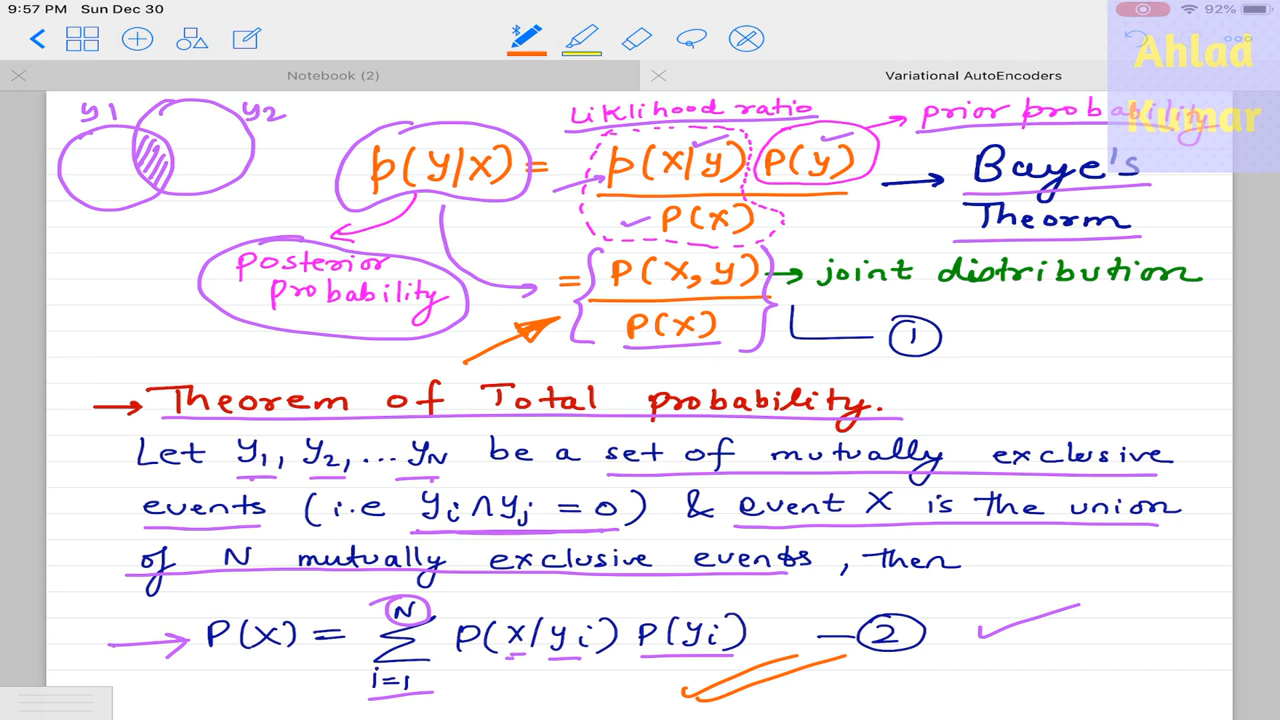 9:57 PM Sun Dec 30
92%
Ahlad
Kumar
Notebook (2)
Variational AutoEncoders
y1
y2
Liklihood ratio
prior probability
p(y/x) = p(x/y) P(y)
P(x)
Baye's
Theorm
posterior
probability
= P(x,y)
P(x)
joint distribution
1
Theorem of Total probability.
Let y1, y2, ... yN be a set of mutually exclusive
events (i.e yi ∩ yj = 0) & event X is the union
of N mutually exclusive events, then
P(x) = N∑i=1 P(x/yi) P(yi) — 2